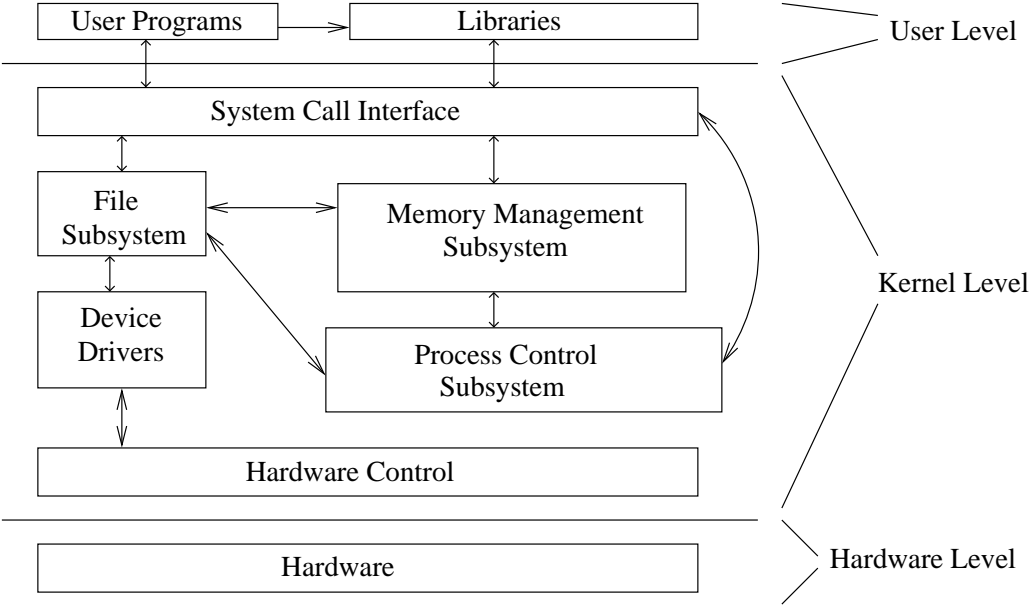 User Programs
Libraries
User Level
System Call Interface
File
Subsystem
Memory Management
Subsystem
Kernel Level
Device
Drivers
Process Control
Subsystem
Hardware Control
Hardware
Hardware Level